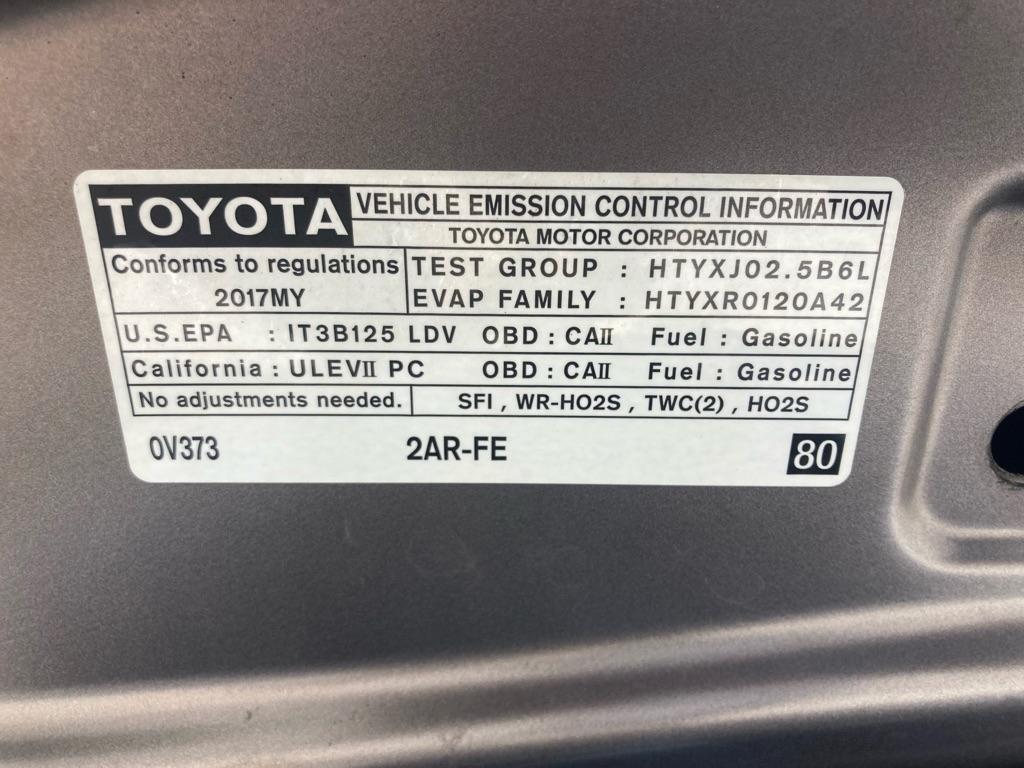 TOYOTA VEHICLE EMISSION CONTROL INFORMATION
TOYOTA MOTOR CORPORATION
Conforms to regulations TEST GROUP : HTYXJ02.5B6L
2017MY EVAP FAMILY : HTYXR0120A42
U.S.EPA : IT3B125 LDV OBD : CAII Fuel : Gasoline
California : ULEVII PC OBD : CAII Fuel : Gasoline
No adjustments needed. SFI , WR-HO2S , TWC(2) , HO2S
0V373 2AR-FE 80